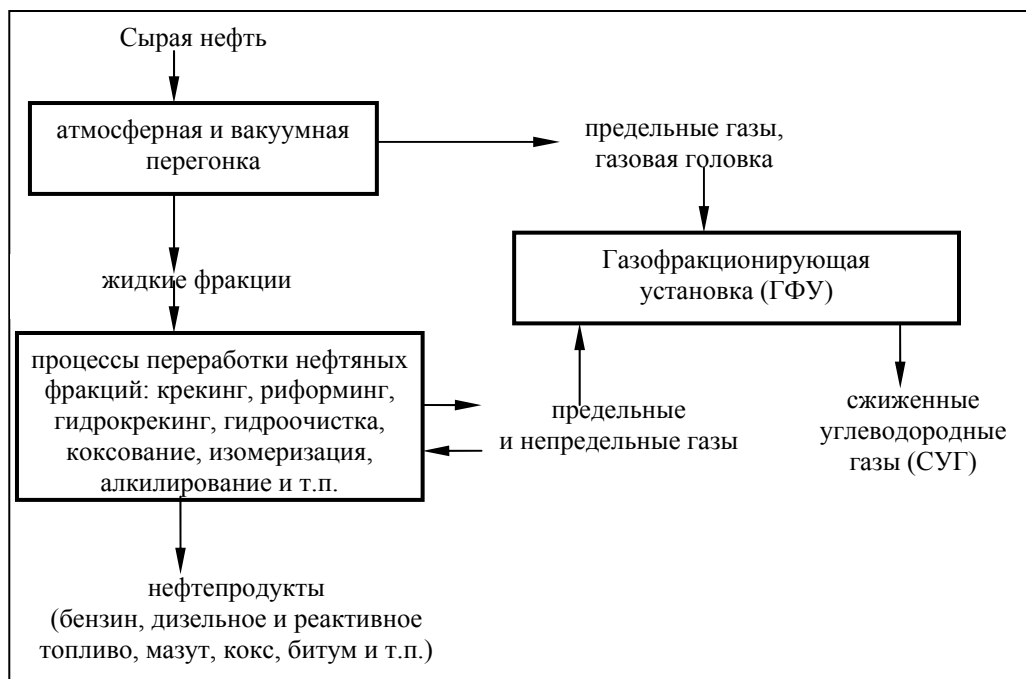 Сырая нефть
атмосферная и вакуумная
перегонка
предельные газы,
газовая головка
жидкие фракции
Газофракционирующая
установка (ГФУ)
процессы переработки нефтяных
фракций: крекинг, риформинг,
гидрокрекинг, гидроочистка,
коксование, изомеризация,
алкилирование и т.п.
предельные
и непредельные газы
сжиженные
углеводородные
газы (СУГ)
нефтепродукты
(бензин, дизельное и реактивное
топливо, мазут, кокс, битум и т.п.)